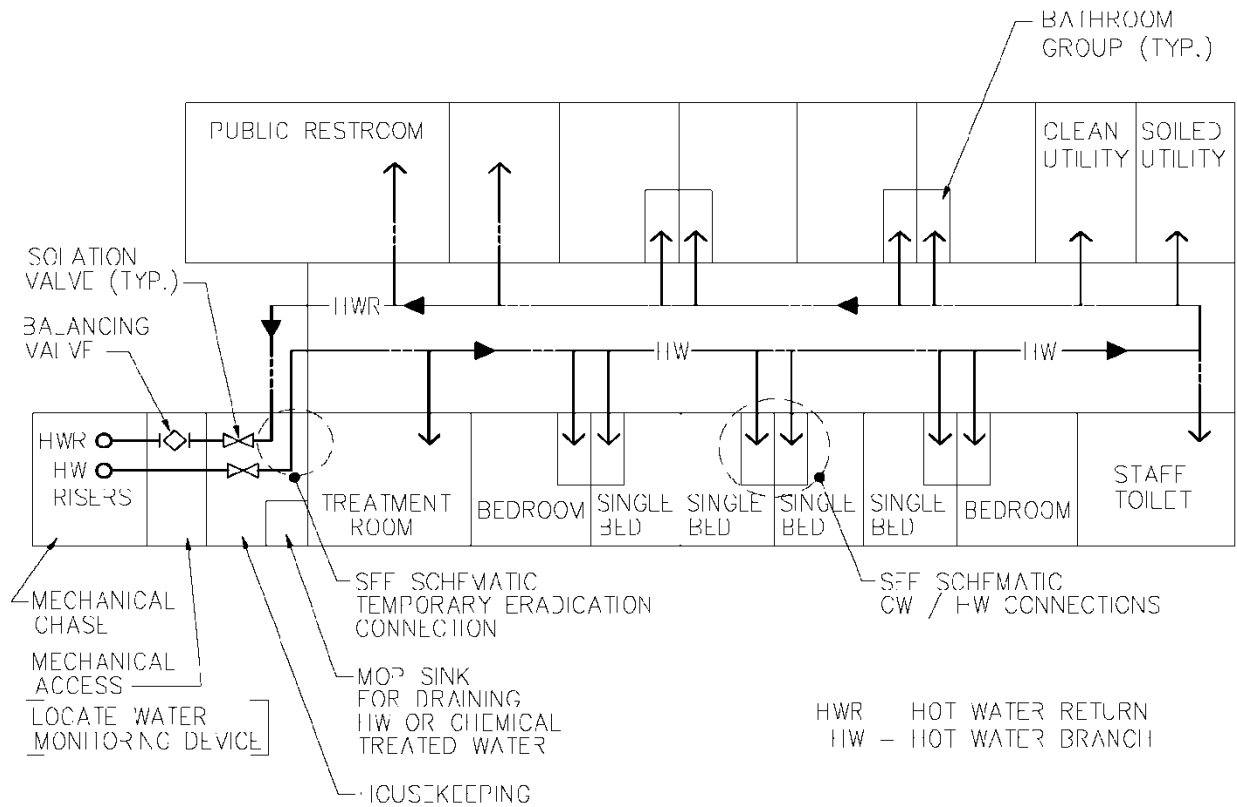 BATHROOM
GROUP (TYP.)
PUBLIC RESTROOM
CLEAN
UTILITY
SOILED
UTILITY
ISOLATION
VALVE (TYP.)
BALANCING
VALVE
HWR
HW
HW
HWR
HW
RISERS
TREATMENT
ROOM
BEDROOM
SINGLE
BED
SINGLE
BED
SINGLE
BED
SINGLE
BED
BEDROOM
STAFF
TOILET
MECHANICAL
CHASE
MECHANICAL
ACCESS
LOCATE WATER
MONITORING DEVICE
SEE SCHEMATIC
TEMPORARY ERADICATION
CONNECTION
MOP SINK
FOR DRAINING
HW OR CHEMICAL
TREATED WATER
HOUSEKEEPING
SEE SCHEMATIC
CW / HW CONNECTIONS
HWR – HOT WATER RETURN
HW – HOT WATER BRANCH